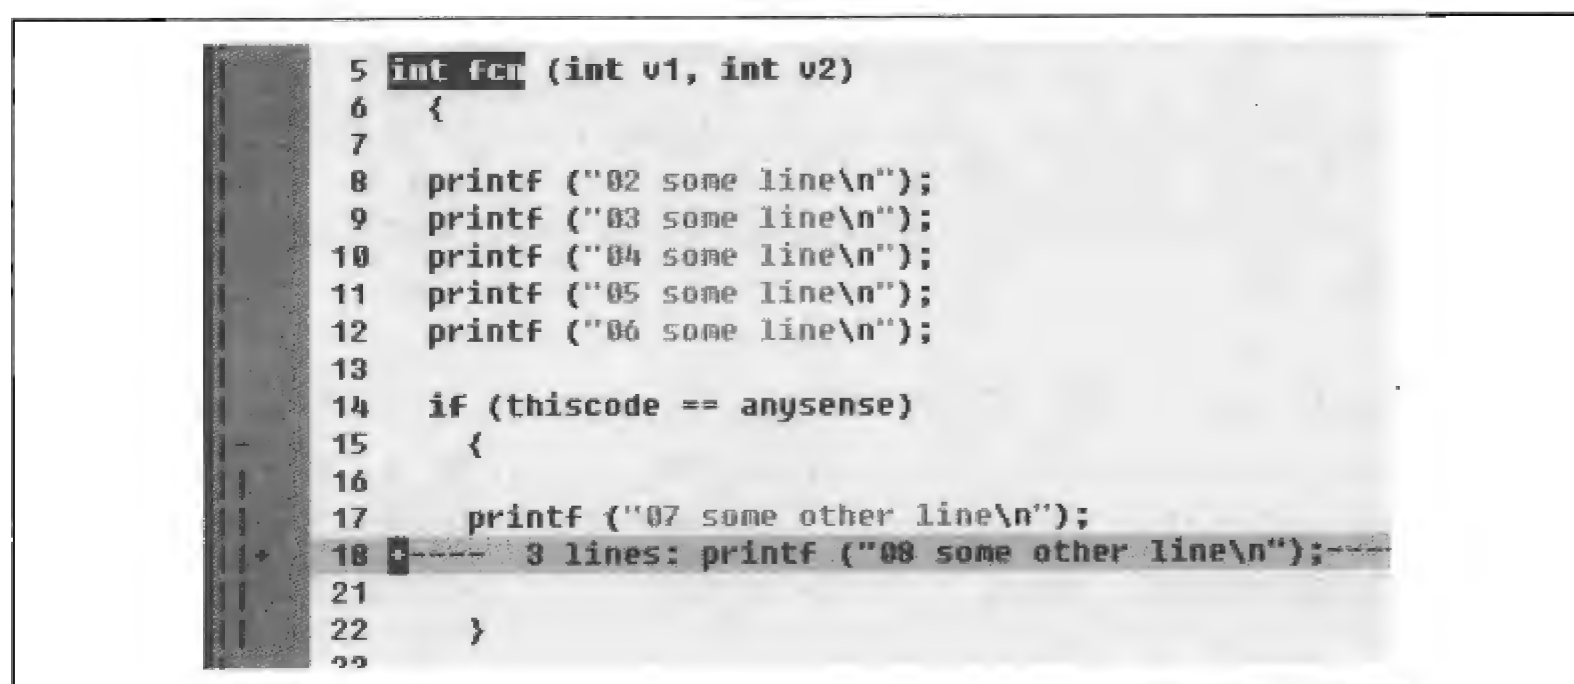 5 int fcn (int v1, int v2)
6   {
7
8   printf ("02 some line\n");
9   printf ("03 some line\n");
10   printf ("04 some line\n");
11   printf ("05 some line\n");
12   printf ("06 some line\n");
13
14   if (thiscode == anysense)
15     {
16
17     printf ("07 some other line\n");
18 +----  3 lines: printf ("08 some other line\n");----
21
22     }